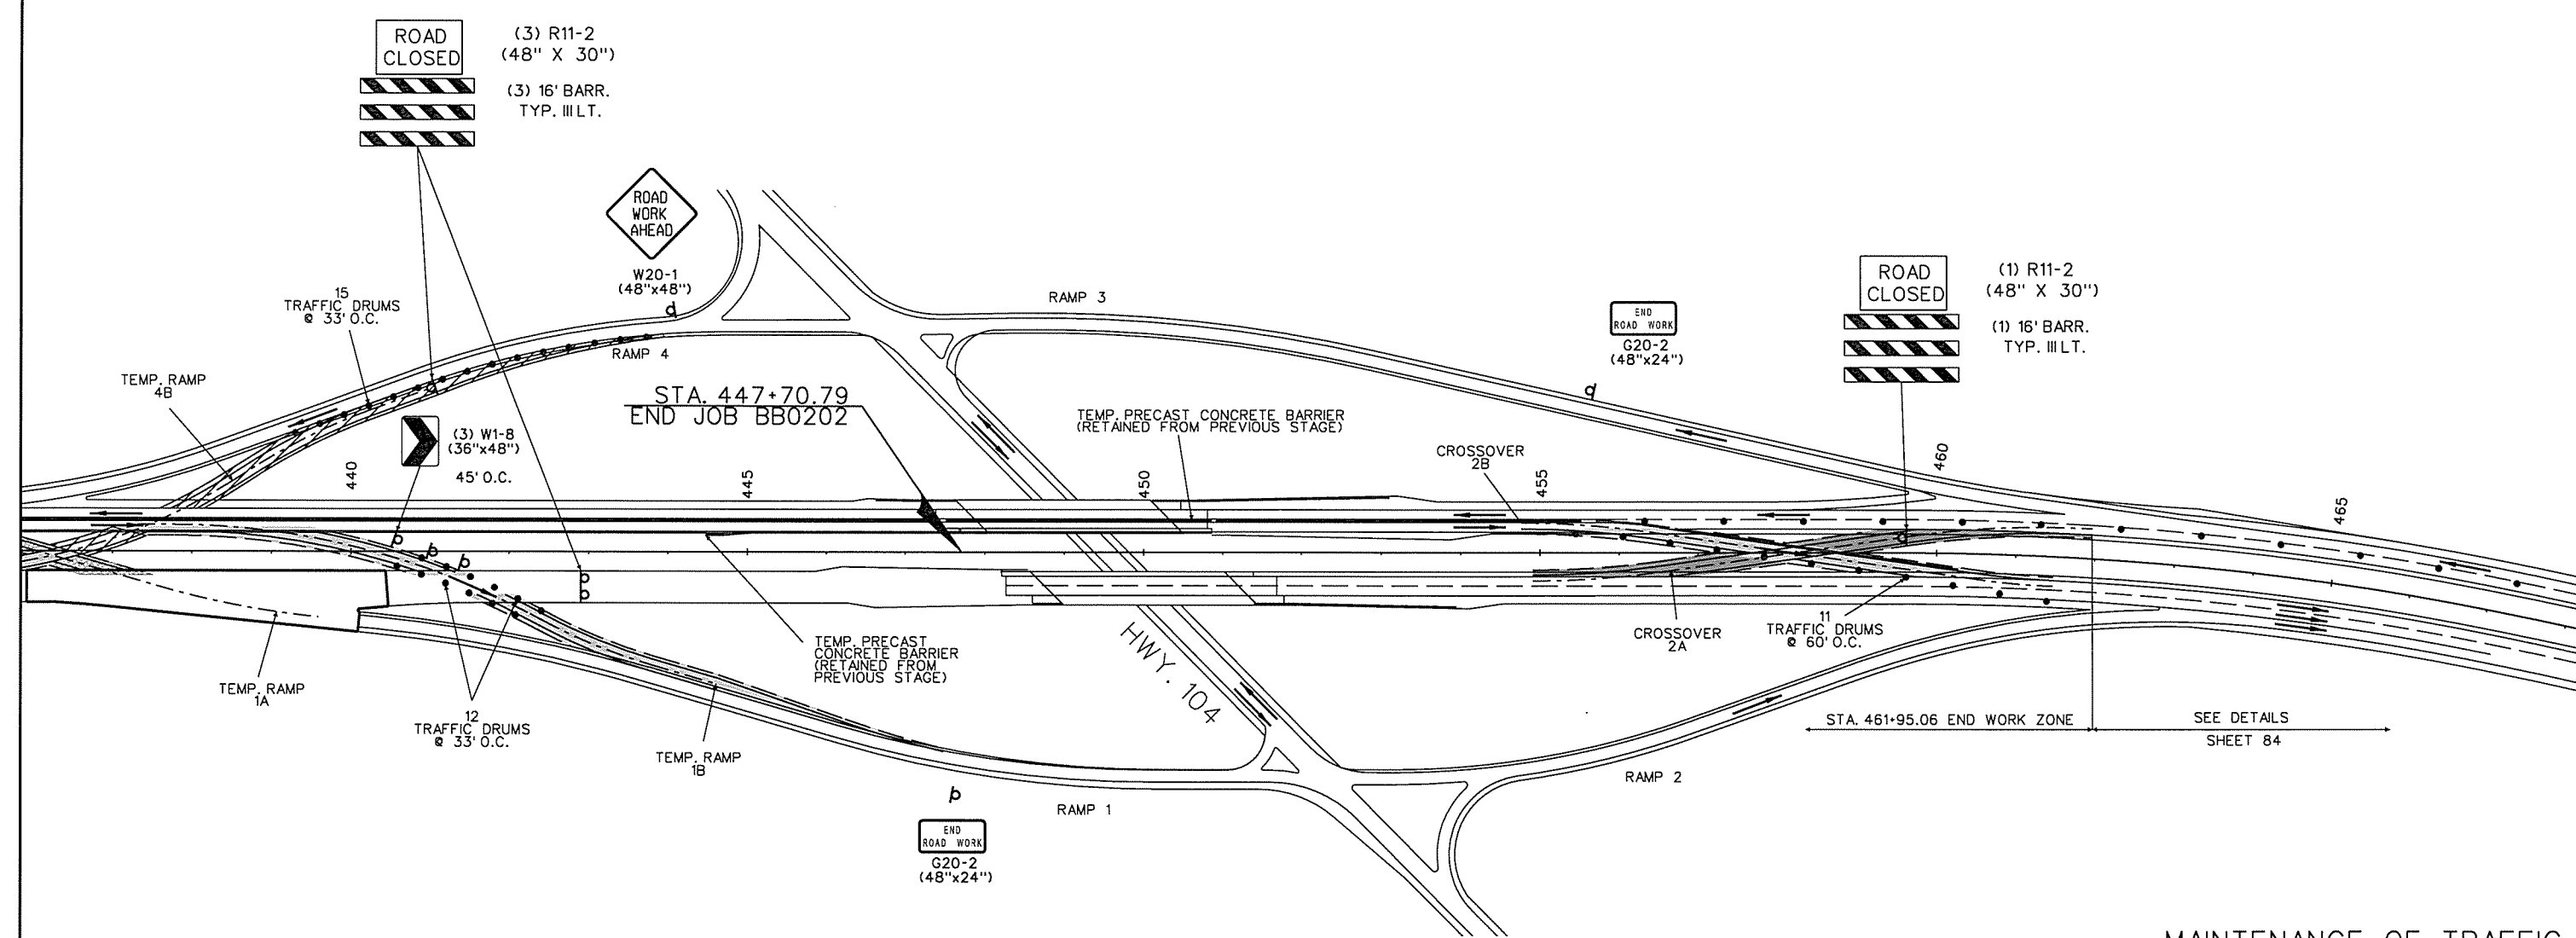 ROAD
CLOSED
(3) R11-2
(48" X 30")
(3) 16' BARR.
TYP. III LT.
ROAD
WORK
AHEAD
W20-1
(48"x48")
15
TRAFFIC DRUMS
@ 33' O.C.
RAMP 4
RAMP 3
TEMP. RAMP
4B
(3) W1-8
(36"x48")
45' O.C.
STA. 447+70.79
END JOB BB0202
TEMP. PRECAST CONCRETE BARRIER
(RETAINED FROM PREVIOUS STAGE)
END
ROAD WORK
G20-2
(48"x24")
ROAD
CLOSED
(1) R11-2
(48" X 30")
(1) 16' BARR.
TYP. III LT.
CROSSOVER
2B
440
445
450
455
460
465
TEMP. RAMP
1A
12
TRAFFIC DRUMS
@ 33' O.C.
TEMP. PRECAST
CONCRETE BARRIER
(RETAINED FROM
PREVIOUS STAGE)
TEMP. RAMP
1B
HWY. 104
CROSSOVER
2A
11
TRAFFIC DRUMS
@ 60' O.C.
STA. 461+95.06 END WORK ZONE
SEE DETAILS
SHEET 84
RAMP 2
RAMP 1
END
ROAD WORK
G20-2
(48"x24")
MAINTENANCE OF TRAFFIC